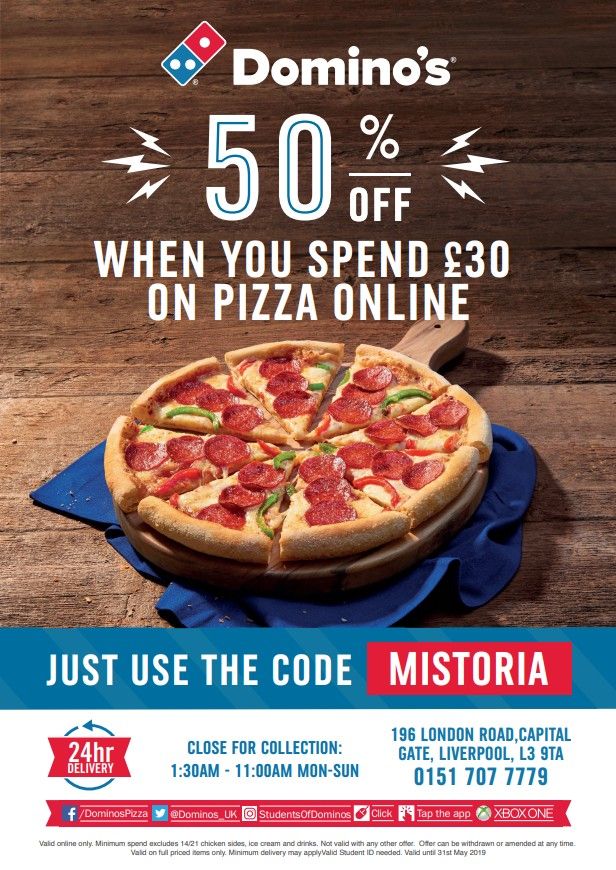 Domino's®
50% OFF
WHEN YOU SPEND £30
ON PIZZA ONLINE
JUST USE THE CODE MISTORIA
24hr
DELIVERY
CLOSE FOR COLLECTION:
1:30AM - 11:00AM MON-SUN
196 LONDON ROAD,CAPITAL
GATE, LIVERPOOL, L3 9TA
0151 707 7779
/DominosPizza @Dominos_UK StudentsOfDominos Click Tap the app XBOX ONE
Valid online only. Minimum spend excludes 14/21 chicken sides, ice cream and drinks. Not valid with any other offer. Offer can be withdrawn or amended at any time.
Valid on full priced items only. Minimum delivery may applyValid Student ID needed. Valid until 31st May 2019